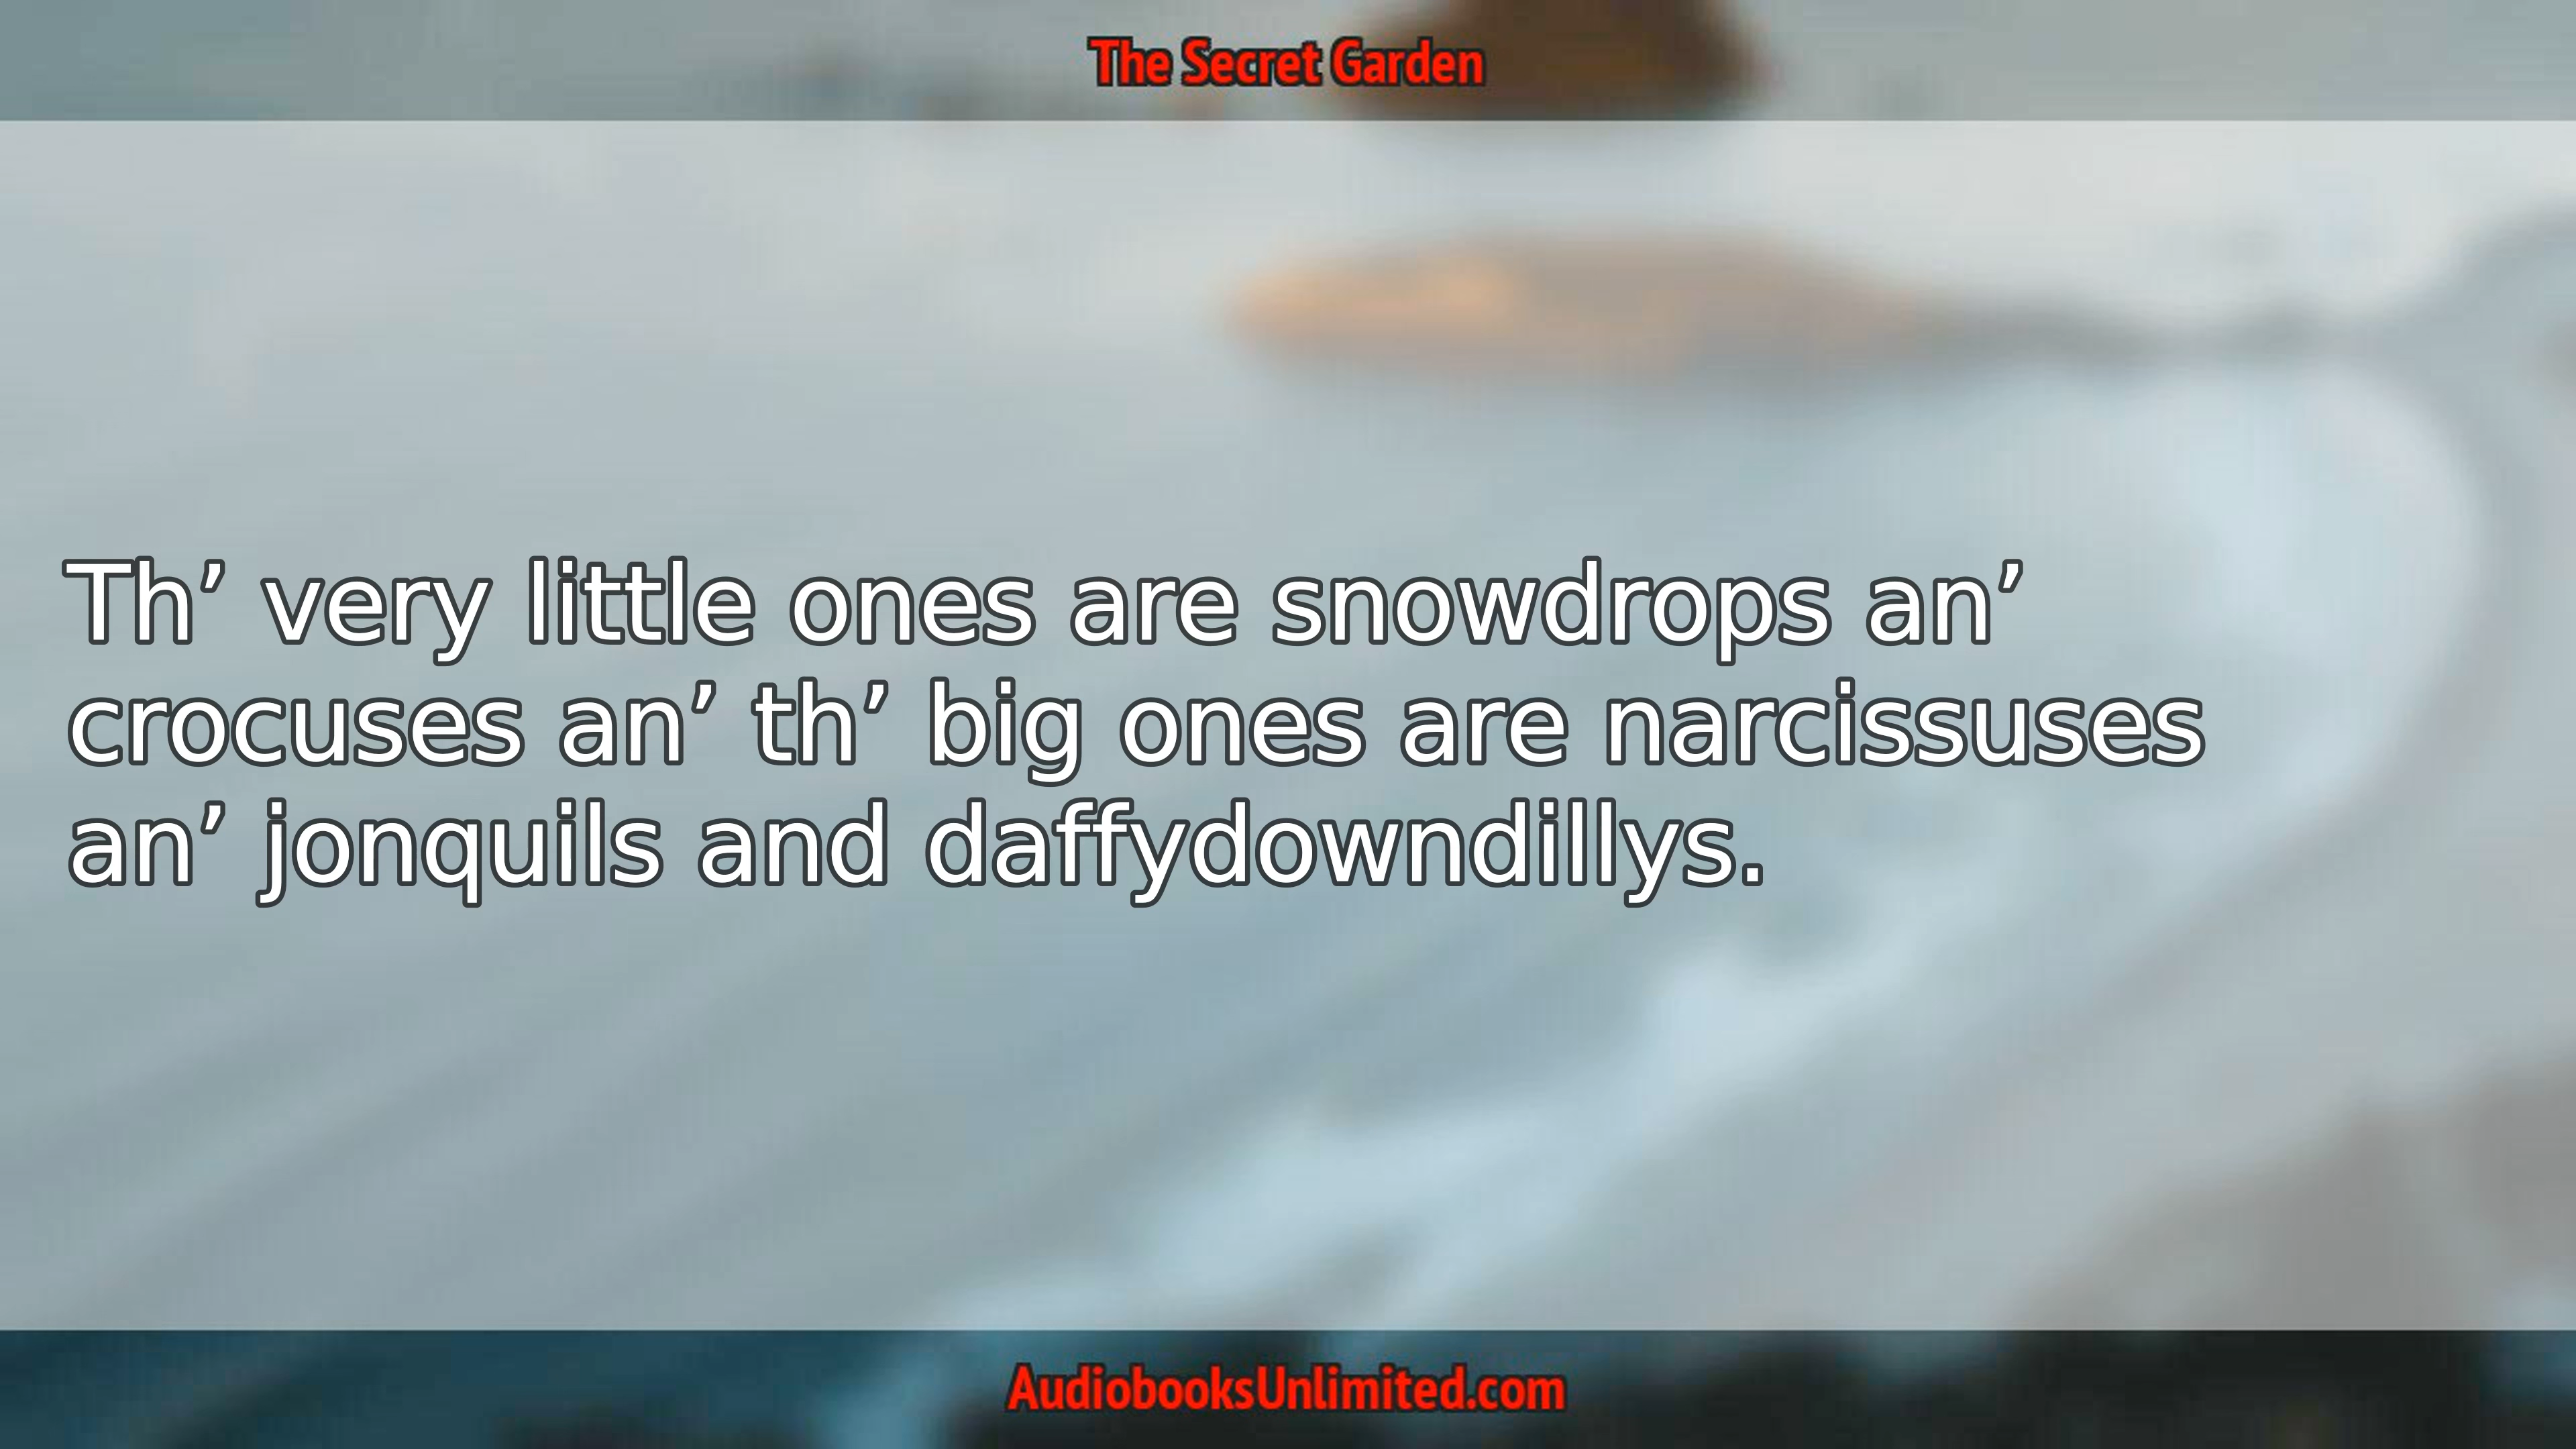 The Secret Garden
Th’ very little ones are snowdrops an’
crocuses an’ th’ big ones are narcissuses
an’ jonquils and daffydowndillys.
AudiobooksUnlimited.com